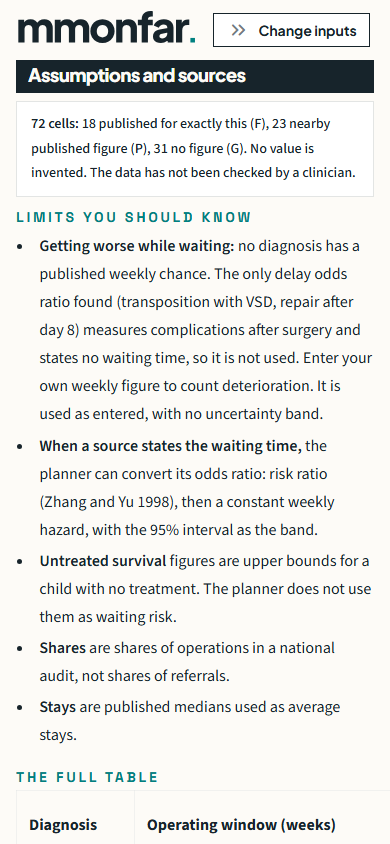 mmonfar.
Change inputs
Assumptions and sources
72 cells: 18 published for exactly this (F), 23 nearby
published figure (P), 31 no figure (G). No value is
invented. The data has not been checked by a clinician.
LIMITS YOU SHOULD KNOW
• Getting worse while waiting: no diagnosis has a
published weekly chance. The only delay odds
ratio found (transposition with VSD, repair after
day 8) measures complications after surgery and
states no waiting time, so it is not used. Enter your
own weekly figure to count deterioration. It is
used as entered, with no uncertainty band.
• When a source states the waiting time, the
planner can convert its odds ratio: risk ratio
(Zhang and Yu 1998), then a constant weekly
hazard, with the 95% interval as the band.
• Untreated survival figures are upper bounds for a
child with no treatment. The planner does not use
them as waiting risk.
• Shares are shares of operations in a national
audit, not shares of referrals.
• Stays are published medians used as average
stays.
THE FULL TABLE
Diagnosis
Operating window (weeks)